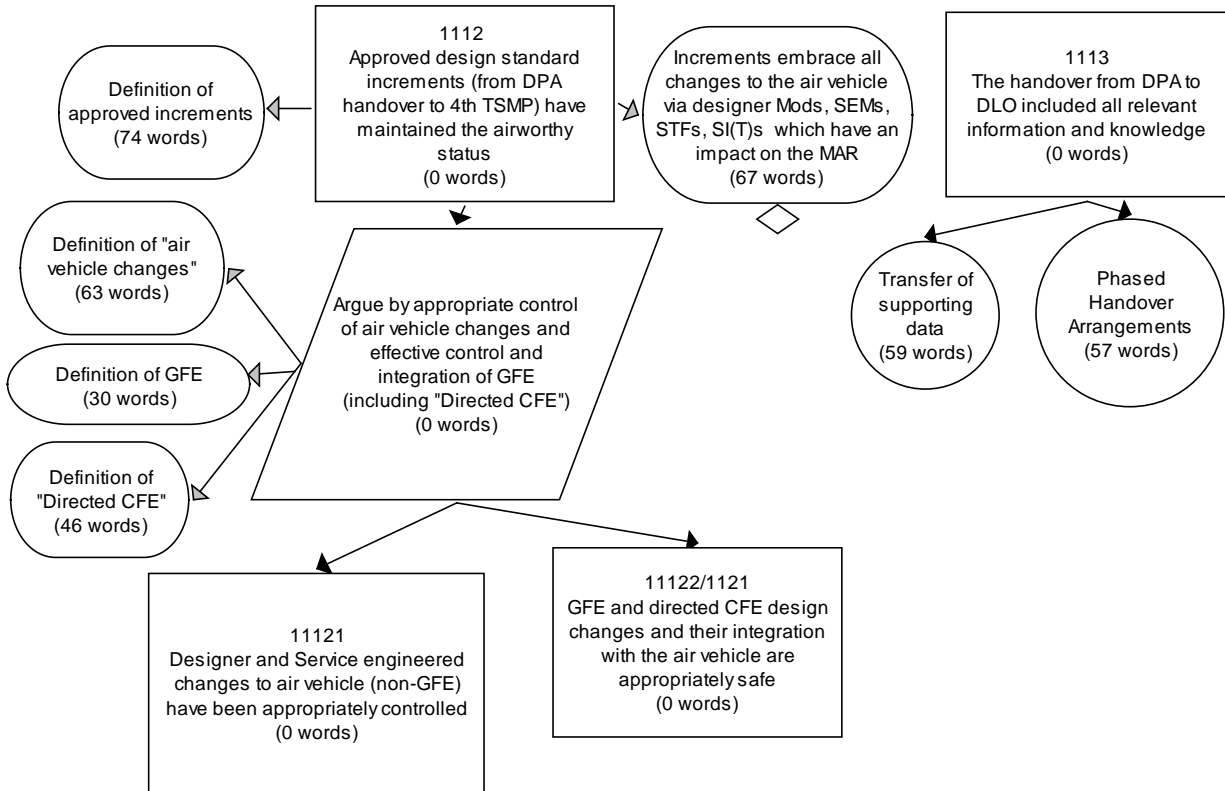 Definition of
approved increments
(74 words)
1112
Approved design standard
increments (from DPA
handover to 4th TSMP) have
maintained the airworthy
status
(0 words)
Increments embrace all
changes to the air vehicle
via designer Mods, SEMs,
STFs, SI(T)s which have an
impact on the MAR
(67 words)
1113
The handover from DPA to
DLO included all relevant
information and knowledge
(0 words)
Definition of "air
vehicle changes"
(63 words)
Definition of GFE
(30 words)
Definition of
"Directed CFE"
(46 words)
Argue by appropriate control
of air vehicle changes and
effective control and
integration of GFE
(including "Directed CFE")
(0 words)
Transfer of
supporting
data
(59 words)
Phased
Handover
Arrangements
(57 words)
11121
Designer and Service engineered
changes to air vehicle (non-GFE)
have been appropriately controlled
(0 words)
11122/1121
GFE and directed CFE design
changes and their integration
with the air vehicle are
appropriately safe
(0 words)